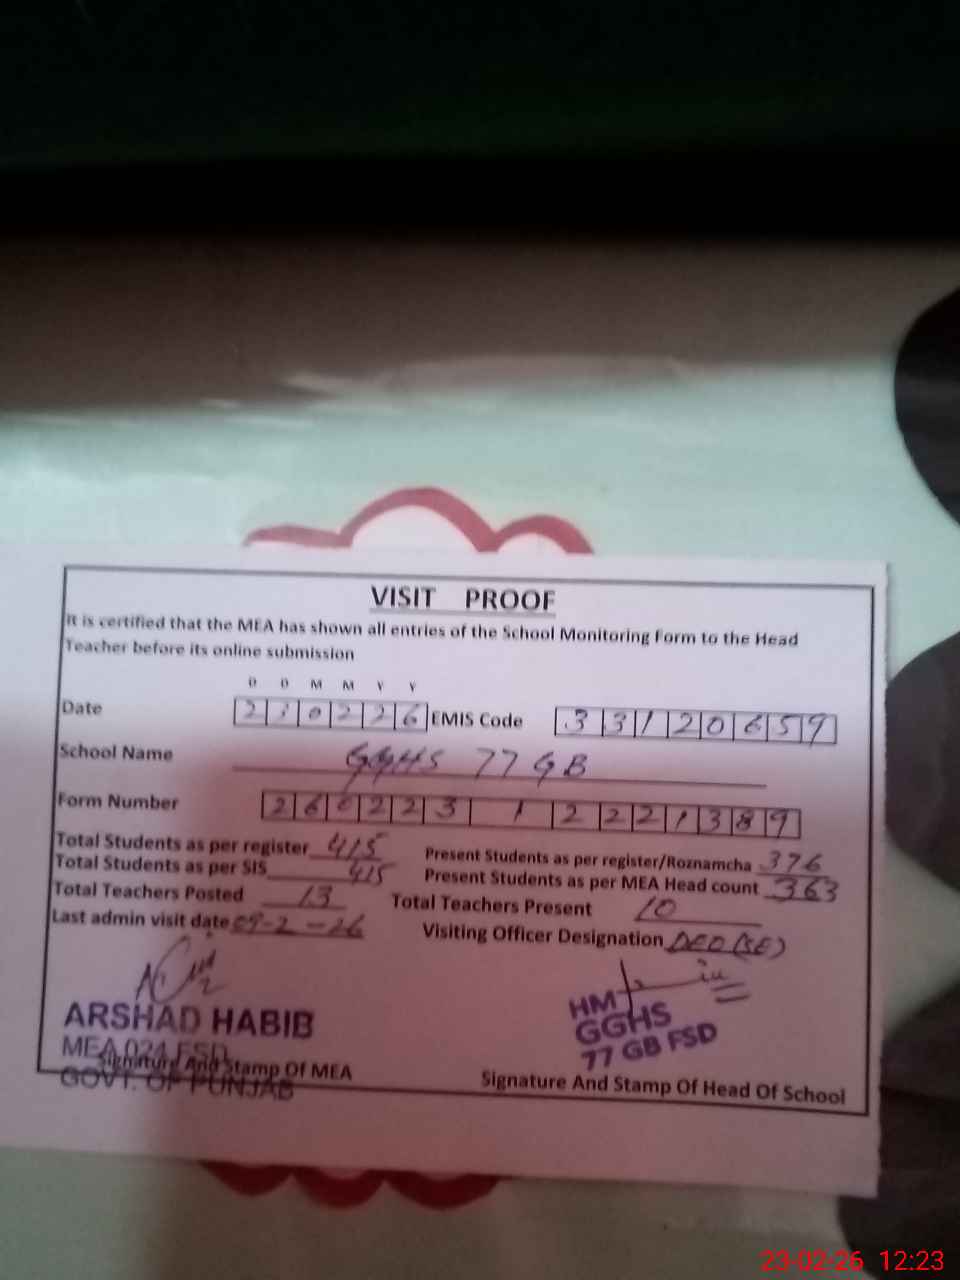 VISIT PROOF
It is certified that the MEA has shown all entries of the School Monitoring Form to the Head
Teacher before its online submission
D D M M Y Y
Date 2 3 0 2 2 6 EMIS Code 3 3 1 2 0 6 5 9
School Name GGHS 77 GB
Form Number 2 6 0 2 2 3 1 2 2 2 1 3 8 9
Total Students as per register 415 Present Students as per register/Roznamcha 376
Total Students as per SIS 415 Present Students as per MEA Head count 363
Total Teachers Posted 13 Total Teachers Present 10
Last admin visit date 09-2-26 Visiting Officer Designation DEO (SE)
ARSHAD HABIB
MEA 024 FSD
GOVT. OF PUNJAB
Signature And Stamp Of MEA
HM
GGHS
77 GB FSD
Signature And Stamp Of Head Of School
23-02-26 12:23